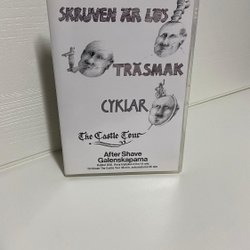 SKRUVEN ÄR LÖS
TRÄSMAK
CYKLAR
The Castle Tour
After Shave
Galenskaparna